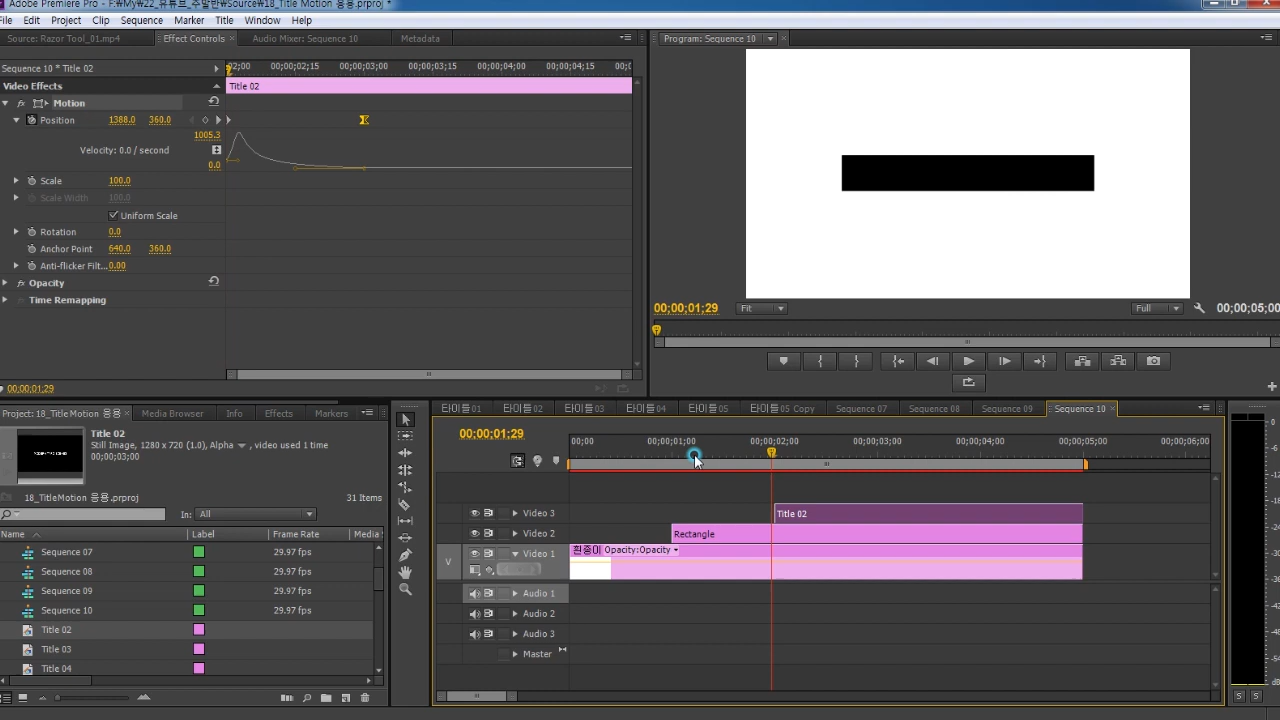 Adobe Premiere Pro - F:₩My₩22_유튜브_주말반₩Source₩18_Title Motion 응용.prproj *
File Edit Project Clip Sequence Marker Title Window Help
Source: Razor Tool_01.mp4 Effect Controls × Audio Mixer: Sequence 10 Metadata
Program: Sequence 10 ×
Sequence 10 * Title 02
02;00 00;00;02;15 00;00;03;00 00;00;03;15 00;00;04;00 00;00;04;15 00;0
Video Effects
Title 02
fx Motion
Position 1388.0 360.0
1005.3
Velocity: 0.0 / second
0.0
Scale 100.0
Scale Width 100.0
Uniform Scale
Rotation 0.0
Anchor Point 640.0 360.0
Anti-flicker Filt... 0.00
fx Opacity
Time Remapping
00;00;01;29
00;00;01;29 Fit Full 00;00;05;00
Project: 18_Title Motion 응용 × Media Browser Info Effects Markers
Title 02
Still Image, 1280 x 720 (1.0), Alpha , video used 1 time
00;00;03;00
18_TitleMotion 응용.prproj 31 Items
In: All
Name Label Frame Rate Media
Sequence 07 29.97 fps
Sequence 08 29.97 fps
Sequence 09 29.97 fps
Sequence 10 29.97 fps
Title 02
Title 03
Title 04
타이틀01 타이틀02 타이틀03 타이틀04 타이틀05 타이틀05 Copy Sequence 07 Sequence 08 Sequence 09 Sequence 10 ×
00;00;01;29
00;00 00;00;01;00 00;00;02;00 00;00;03;00 00;00;04;00 00;00;05;00 00;00;06;00
Video 3 Title 02
Video 2 Rectangle
V Video 1 흰종이 Opacity:Opacity
Audio 1
Audio 2
Audio 3
Master
0
S S